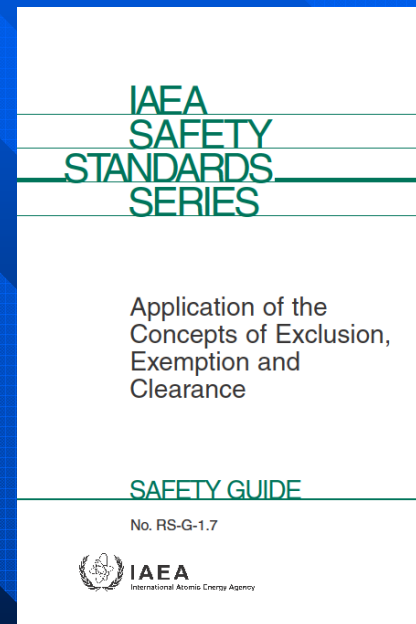 IAEA
SAFETY
STANDARDS
SERIES
Application of the
Concepts of Exclusion,
Exemption and
Clearance
SAFETY GUIDE
No. RS-G-1.7
IAEA
International Atomic Energy Agency